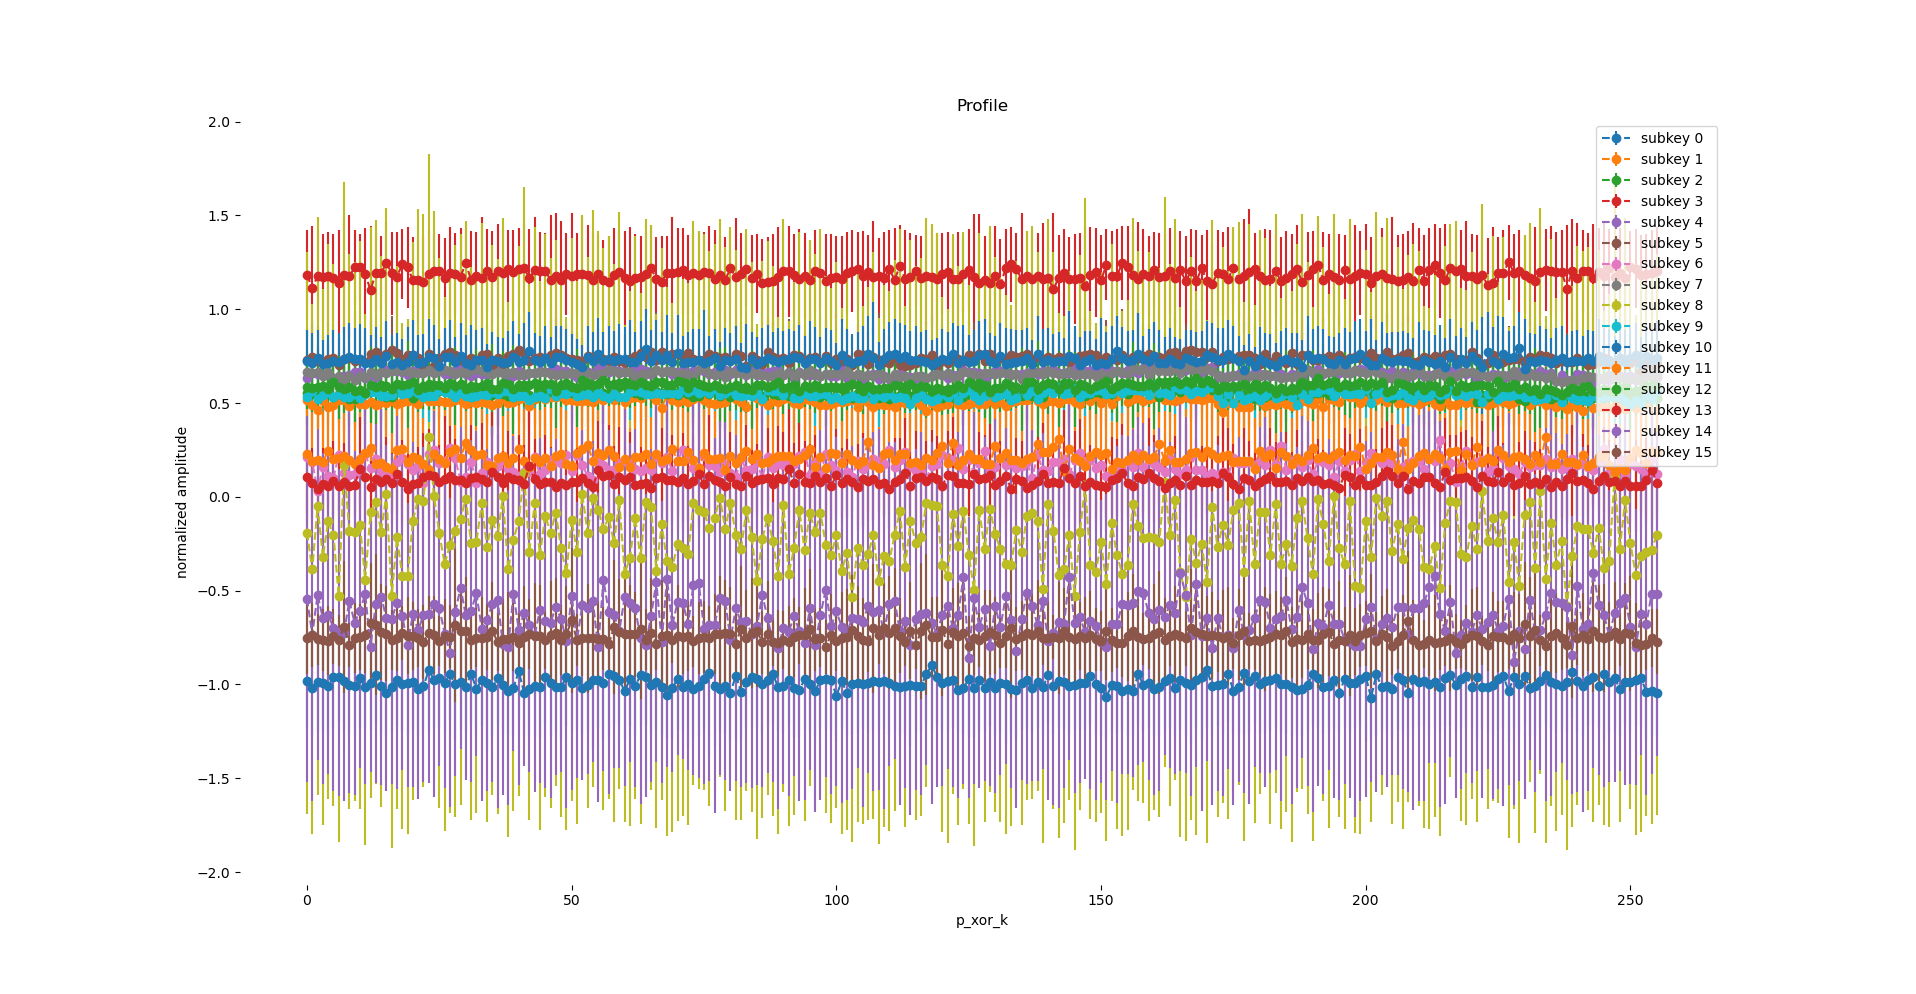 Profile
2.0
1.5
1.0
0.5
0.0
−0.5
−1.0
−1.5
−2.0
normalized amplitude
0
50
100
150
200
250
p_xor_k
subkey 0
subkey 1
subkey 2
subkey 3
subkey 4
subkey 5
subkey 6
subkey 7
subkey 8
subkey 9
subkey 10
subkey 11
subkey 12
subkey 13
subkey 14
subkey 15